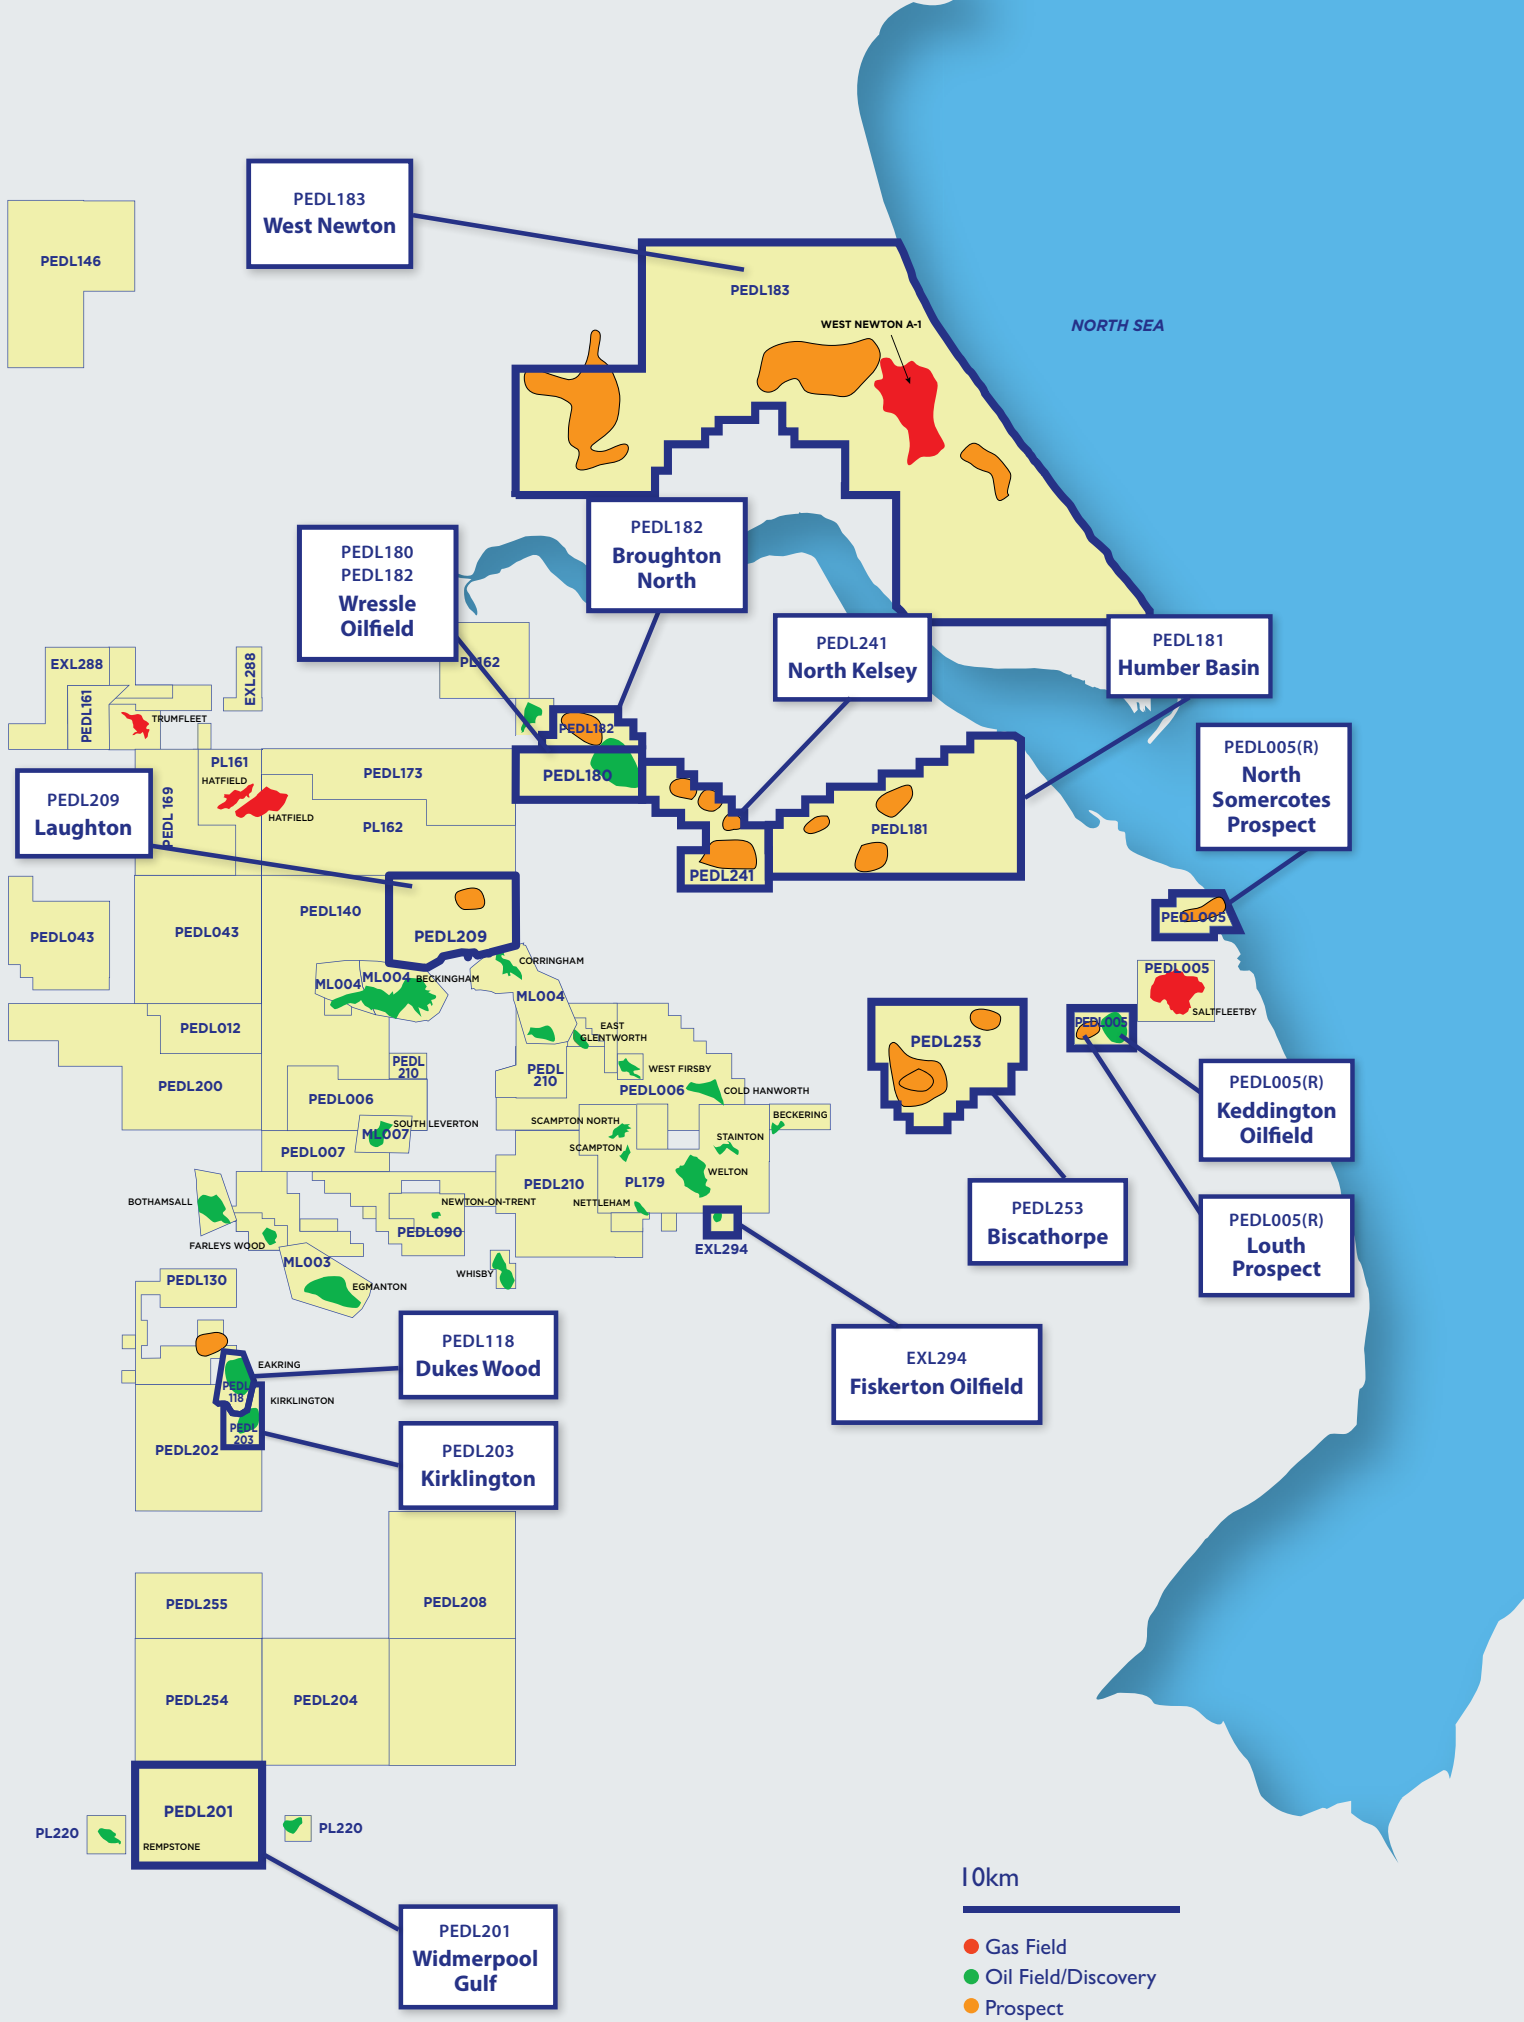 PEDL183
West Newton
PEDL146
PEDL183
WEST NEWTON A-1
NORTH SEA
PEDL182
Broughton
North
PEDL180
PEDL182
Wressle
Oilfield
PEDL241
North Kelsey
PEDL181
Humber Basin
PL162
EXL288
EXL288
PEDL161
TRUMFLEET
PEDL182
PEDL180
PEDL005(R)
North
Somercotes
Prospect
PL161
HATFIELD
PEDL173
HATFIELD
PEDL 169
PL162
PEDL209
Laughton
PEDL181
PEDL241
PEDL140
PEDL043
PEDL043
PEDL209
PEDL005
CORRINGHAM
ML004
ML004
BECKINGHAM
ML004
PEDL005
SALTFLEETBY
PEDL012
EAST
GLENTWORTH
PEDL253
PEDL005
PEDL
210
PEDL
210
WEST FIRSBY
PEDL006
COLD HANWORTH
PEDL200
PEDL006
PEDL005(R)
Keddington
Oilfield
SOUTH LEVERTON
ML007
SCAMPTON NORTH
BECKERING
STAINTON
SCAMPTON
PEDL007
WELTON
PEDL210
PL179
NETTLEHAM
BOTHAMSALL
NEWTON-ON-TRENT
PEDL090
FARLEYS WOOD
PEDL253
Biscathorpe
PEDL005(R)
Louth
Prospect
EXL294
ML003
WHISBY
EGMANTON
PEDL130
PEDL118
Dukes Wood
EAKRING
PEDL
118
KIRKLINGTON
PEDL
203
PEDL202
EXL294
Fiskerton Oilfield
PEDL203
Kirklington
PEDL255
PEDL208
PEDL254
PEDL204
PEDL201
PL220
REMPSTONE
PL220
PEDL201
Widmerpool
Gulf
10km
Gas Field
Oil Field/Discovery
Prospect